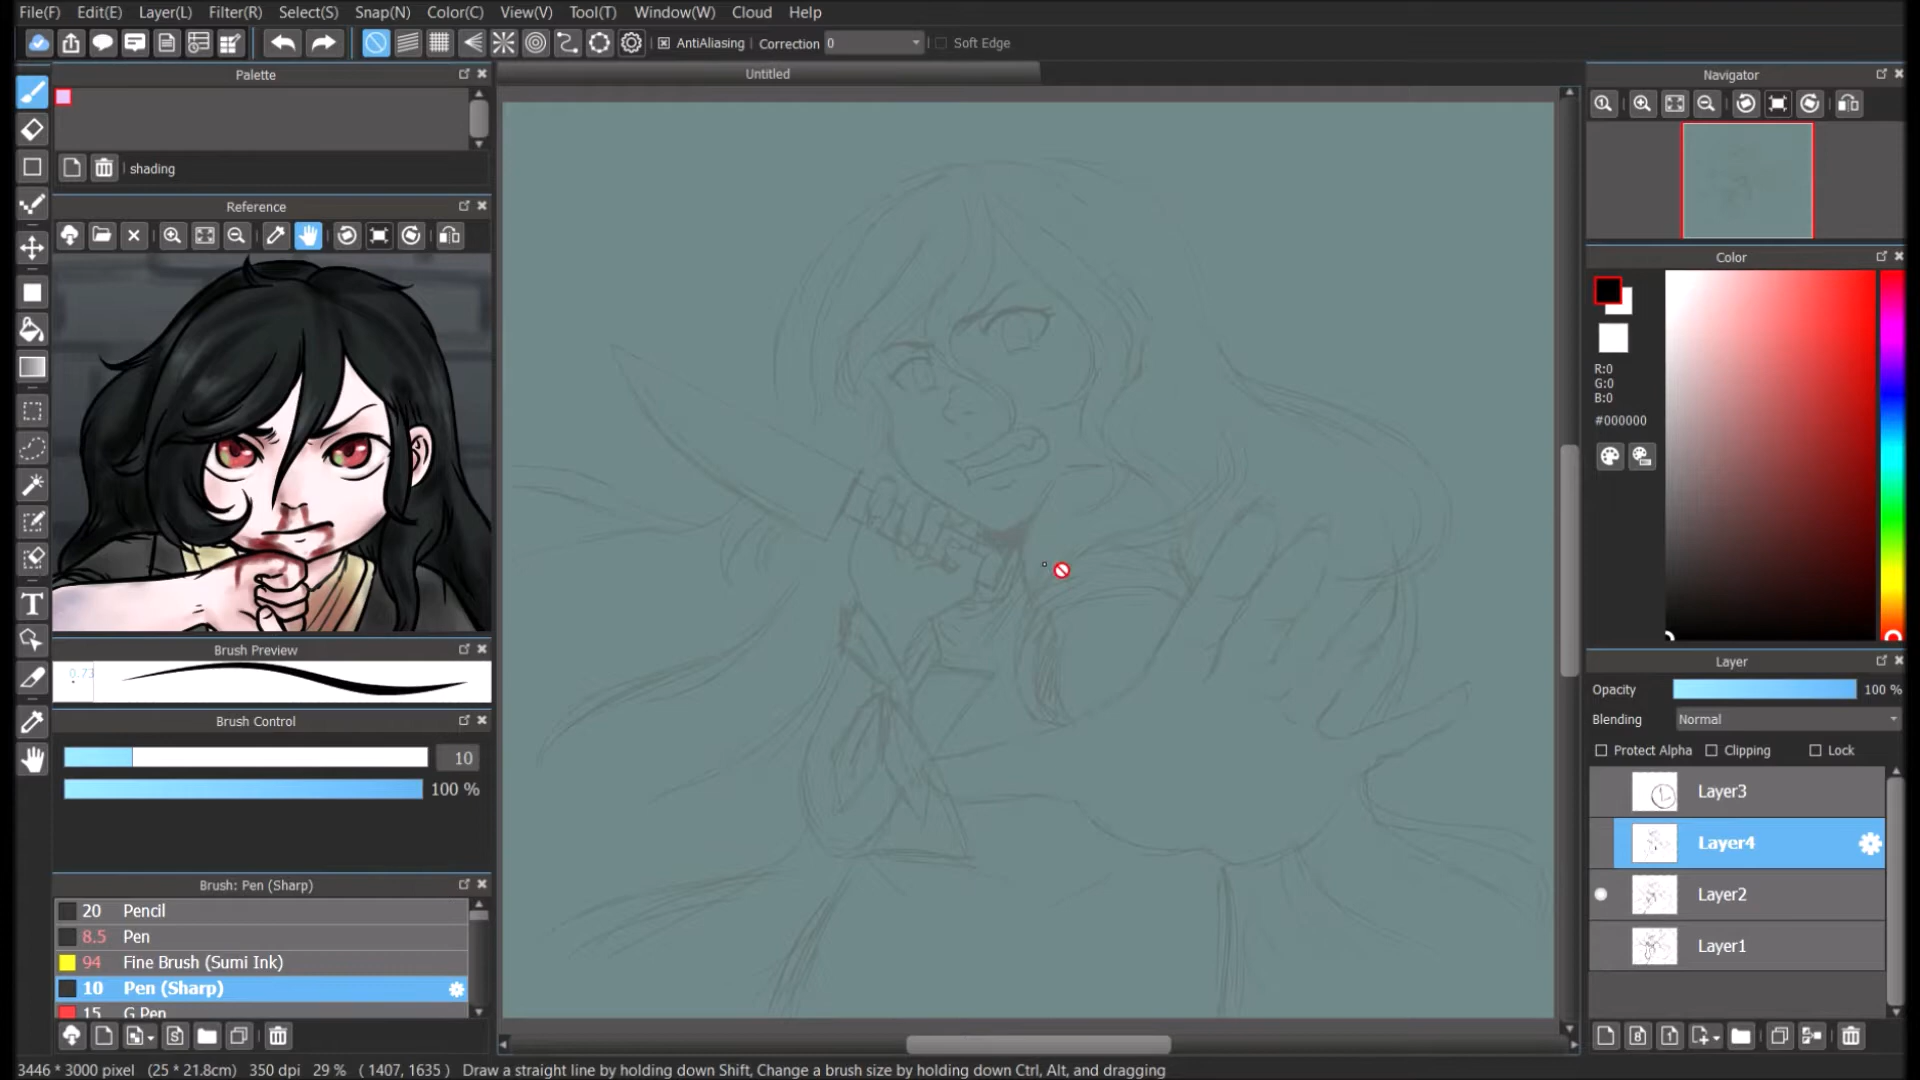 File(F) Edit(E) Layer(L) Filter(R) Select(S) Snap(N) Color(C) View(V) Tool(T) Window(W) Cloud Help
AntiAliasing Correction 0 Soft Edge
Palette
Untitled
Navigator
shading
Reference
Color
R:0
G:0
B:0
#000000
Brush Preview
0.73
Brush Control
10
100 %
Layer
Opacity 100 %
Blending Normal
Protect Alpha Clipping Lock
Layer3
Layer4
Layer2
Layer1
Brush: Pen (Sharp)
20 Pencil
8.5 Pen
94 Fine Brush (Sumi Ink)
10 Pen (Sharp)
15 G Pen
3446 * 3000 pixel (25 * 21.8cm) 350 dpi 29 % ( 1407, 1635 ) Draw a straight line by holding down Shift, Change a brush size by holding down Ctrl, Alt, and dragging